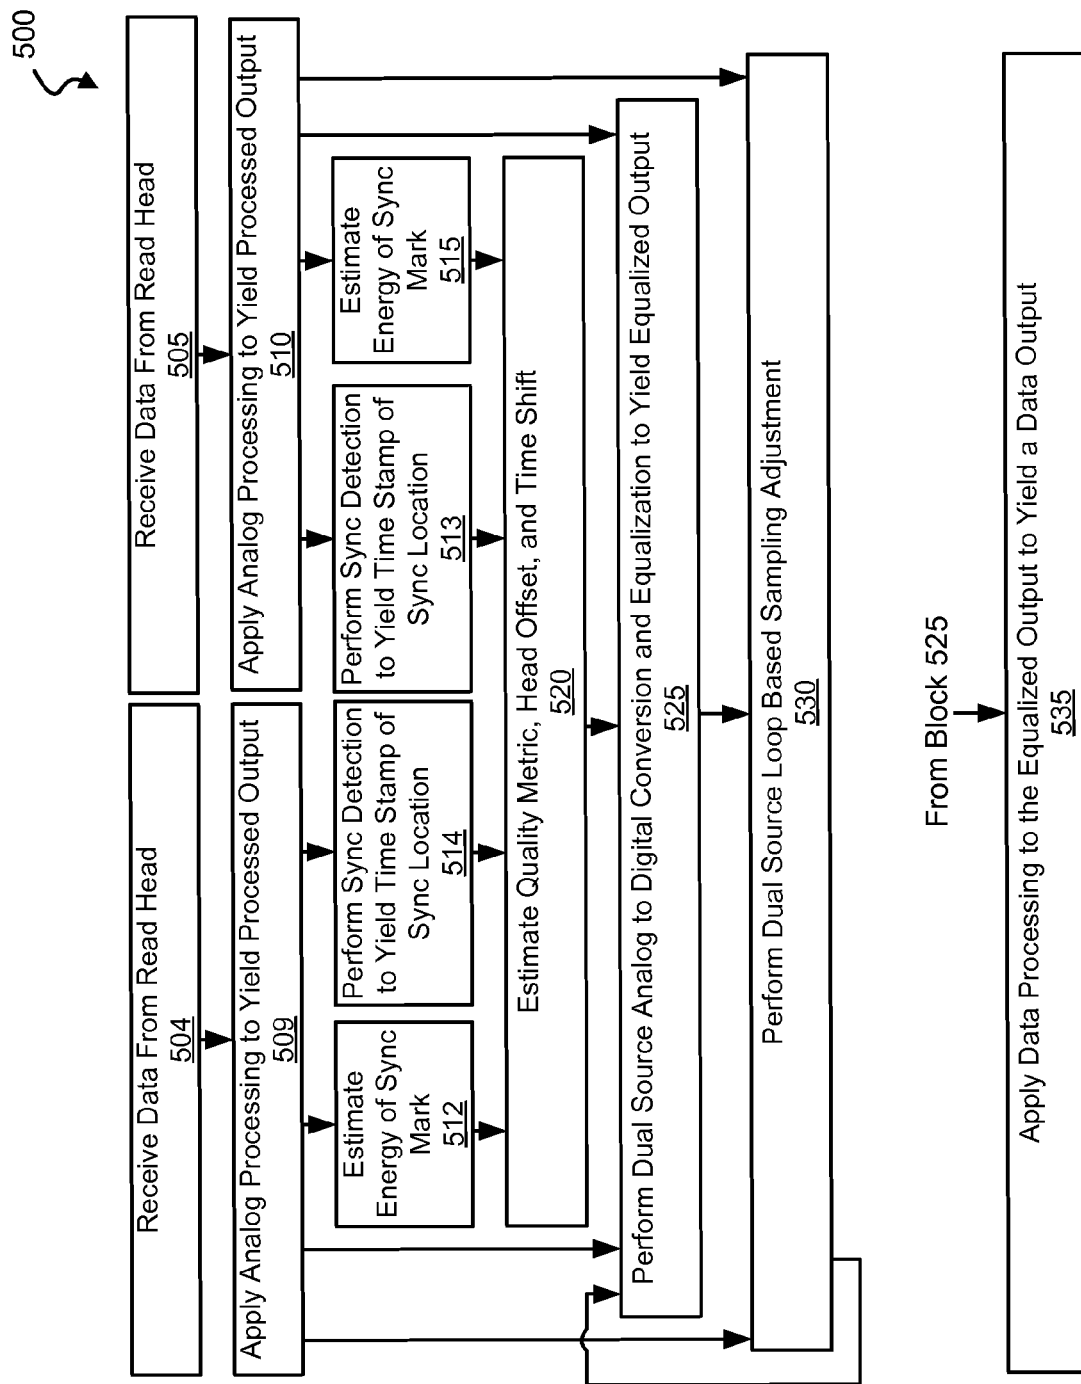 500
Receive Data From Read Head
504
Receive Data From Read Head
505
Apply Analog Processing to Yield Processed Output
509
Apply Analog Processing to Yield Processed Output
510
Estimate
Energy of Sync
Mark
512
Perform Sync Detection
to Yield Time Stamp of
Sync Location
514
Perform Sync Detection
to Yield Time Stamp of
Sync Location
513
Estimate
Energy of Sync
Mark
515
Estimate Quality Metric, Head Offset, and Time Shift
520
Perform Dual Source Analog to Digital Conversion and Equalization to Yield Equalized Output
525
Perform Dual Source Loop Based Sampling Adjustment
530
From Block 525
Apply Data Processing to the Equalized Output to Yield a Data Output
535